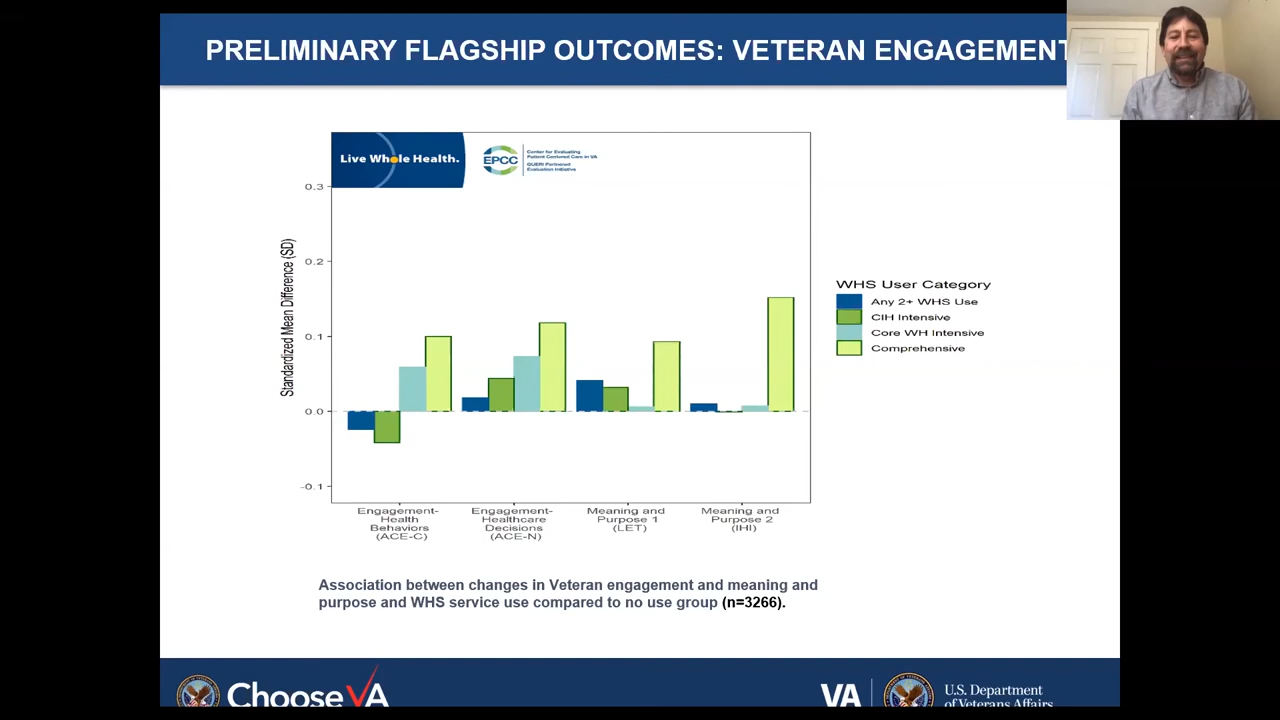 PRELIMINARY FLAGSHIP OUTCOMES: VETERAN ENGAGEMENT
Live Whole Health.
EPCC
Center for Evaluating
Patient Centered Care in VA
QUERI Partnered
Evaluation Initiative
0.3
0.2
0.1
0.0
-0.1
Standardized Mean Difference (SD)
Engagement-
Health
Behaviors
(ACE-C)
Engagement-
Healthcare
Decisions
(ACE-N)
Meaning and
Purpose 1
(LET)
Meaning and
Purpose 2
(IHI)
WHS User Category
Any 2+ WHS Use
CIH Intensive
Core WH Intensive
Comprehensive
Association between changes in Veteran engagement and meaning and
purpose and WHS service use compared to no use group (n=3266).
Choose VA
VA
U.S. Department
of Veterans Affairs